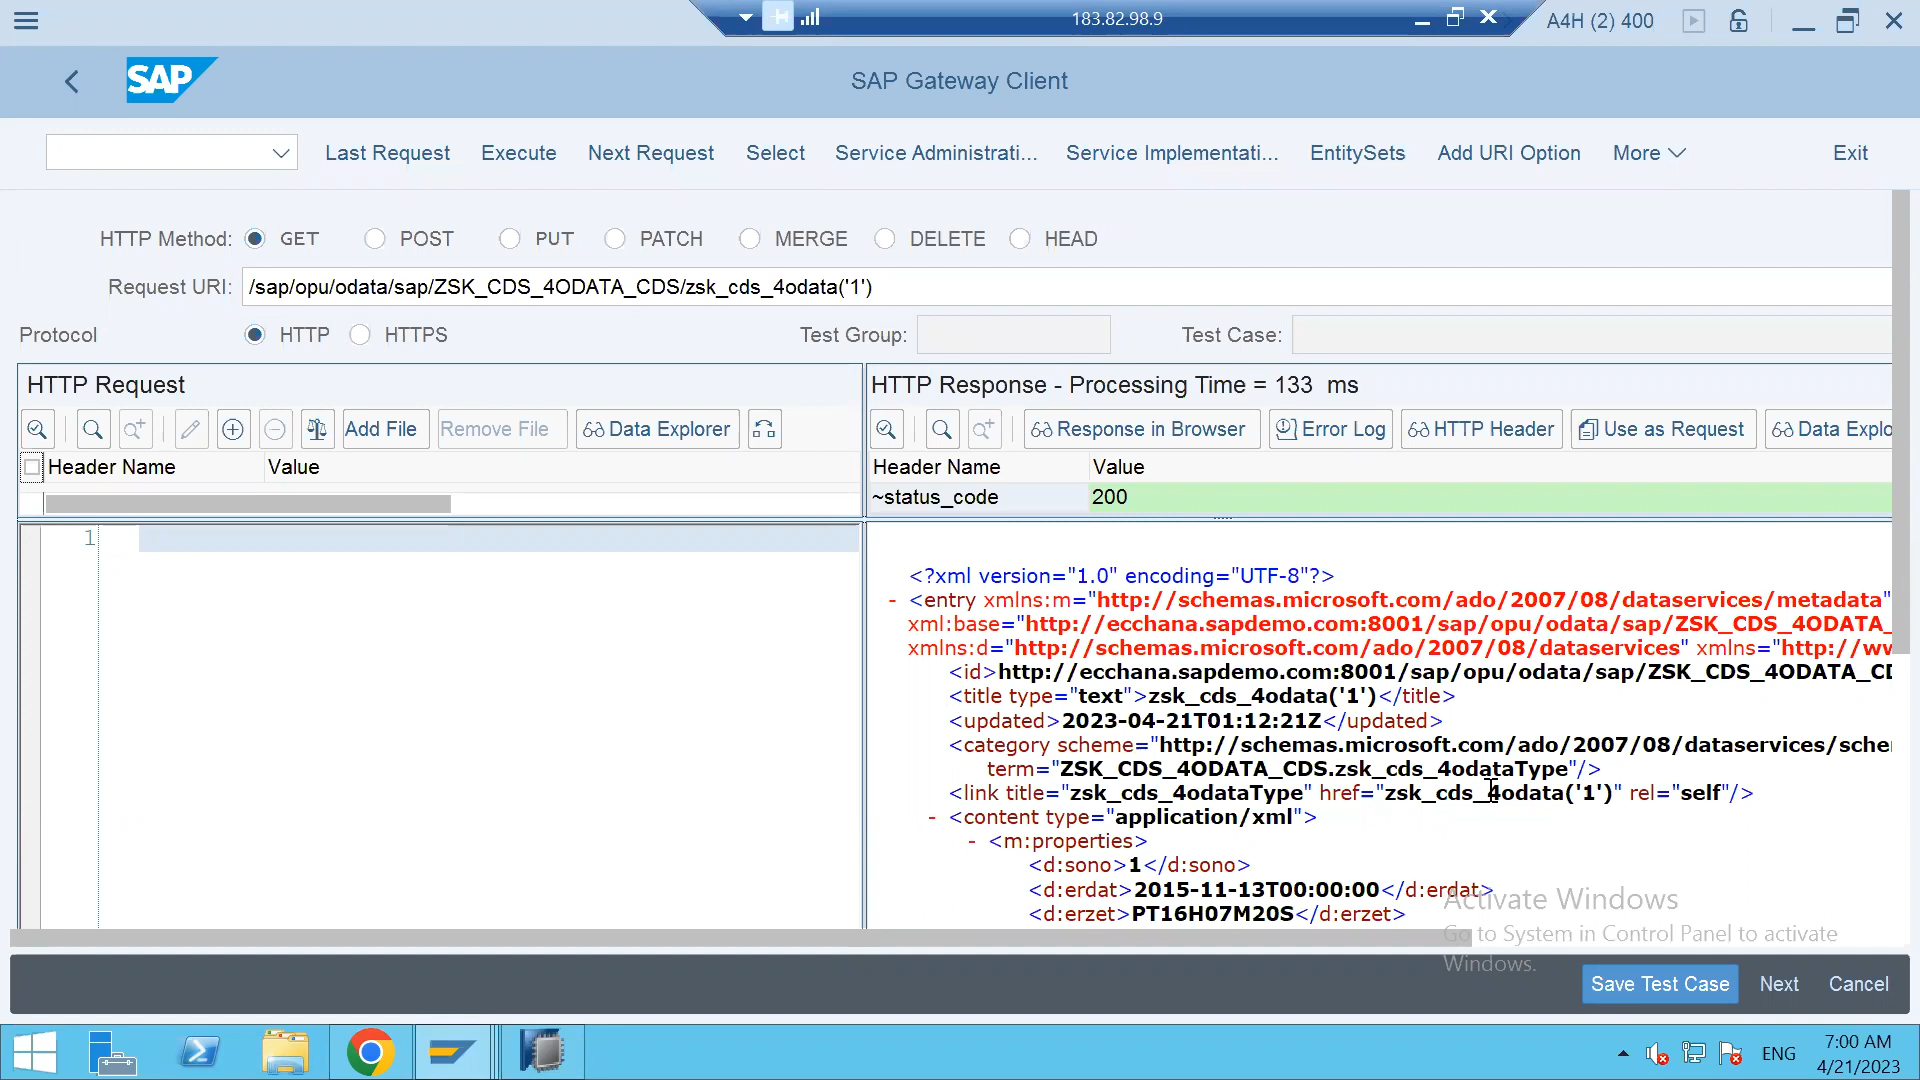 183.82.98.9
A4H (2) 400
SAP
SAP Gateway Client
Last Request Execute Next Request Select Service Administrati... Service Implementati... EntitySets Add URI Option More Exit
HTTP Method: GET POST PUT PATCH MERGE DELETE HEAD
Request URI: /sap/opu/odata/sap/ZSK_CDS_4ODATA_CDS/zsk_cds_4odata('1')
Protocol HTTP HTTPS Test Group: Test Case:
HTTP Request
Add File Remove File Data Explorer
Header Name Value
1
HTTP Response - Processing Time = 133 ms
Response in Browser Error Log HTTP Header Use as Request Data Explo
Header Name Value
~status_code 200
<?xml version="1.0" encoding="UTF-8"?>
- <entry xmlns:m="http://schemas.microsoft.com/ado/2007/08/dataservices/metadata"
xml:base="http://ecchana.sapdemo.com:8001/sap/opu/odata/sap/ZSK_CDS_4ODATA_
xmlns:d="http://schemas.microsoft.com/ado/2007/08/dataservices" xmlns="http://ww
<id>http://ecchana.sapdemo.com:8001/sap/opu/odata/sap/ZSK_CDS_4ODATA_CD
<title type="text">zsk_cds_4odata('1')</title>
<updated>2023-04-21T01:12:21Z</updated>
<category scheme="http://schemas.microsoft.com/ado/2007/08/dataservices/sche
term="ZSK_CDS_4ODATA_CDS.zsk_cds_4odataType"/>
<link title="zsk_cds_4odataType" href="zsk_cds_4odata('1')" rel="self"/>
- <content type="application/xml">
- <m:properties>
<d:sono>1</d:sono>
<d:erdat>2015-11-13T00:00:00</d:erdat>
<d:erzet>PT16H07M20S</d:erzet>
Activate Windows
Go to System in Control Panel to activate
Windows.
Save Test Case Next Cancel
ENG
7:00 AM
4/21/2023